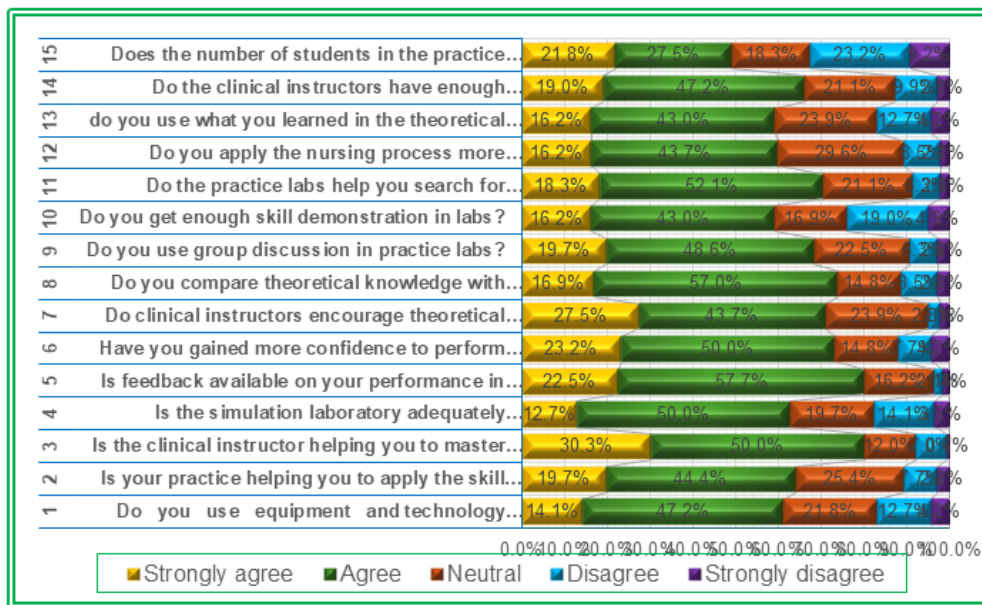 15 Does the number of students in the practice... 21.8% 27.5% 18.3% 23.2%
14 Do the clinical instructors have enough... 19.0% 47.2% 21.1% 9.9%
13 do you use what you learned in the theoretical... 16.2% 43.0% 23.9% 12.7%
12 Do you apply the nursing process more... 16.2% 43.7% 29.6%
11 Do the practice labs help you search for... 18.3% 52.1% 21.1%
10 Do you get enough skill demonstration in labs? 16.2% 43.0% 16.9% 19.0%
9 Do you use group discussion in practice labs? 19.7% 48.6% 22.5%
8 Do you compare theoretical knowledge with... 16.9% 57.0% 14.8%
7 Do clinical instructors encourage theoretical... 27.5% 43.7% 23.9%
6 Have you gained more confidence to perform... 23.2% 50.0% 14.8%
5 Is feedback available on your performance in... 22.5% 57.7% 16.2%
4 Is the simulation laboratory adequately... 12.7% 50.0% 19.7% 14.1%
3 Is the clinical instructor helping you to master... 30.3% 50.0% 12.0%
2 Is your practice helping you to apply the skill... 19.7% 44.4% 25.4%
1 Do you use equipment and technology... 14.1% 47.2% 21.8% 12.7%
0.0% 10.0% 20.0% 30.0% 40.0% 50.0% 60.0% 70.0% 80.0% 90.0% 100.0%
Strongly agree Agree Neutral Disagree Strongly disagree